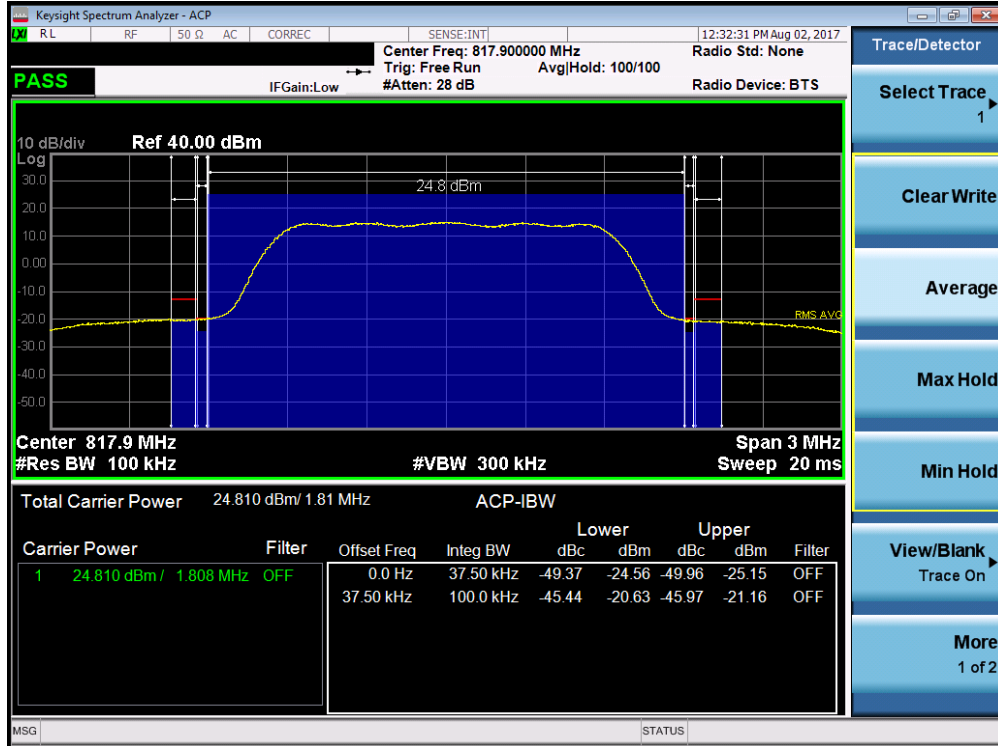 Keysight Spectrum Analyzer - ACP
LXI RL RF 50 Ω AC CORREC SENSE:INT 12:32:31 PM Aug 02, 2017
Center Freq: 817.900000 MHz Radio Std: None
Trig: Free Run Avg|Hold: 100/100
PASS IFGain:Low #Atten: 28 dB Radio Device: BTS
10 dB/div Ref 40.00 dBm
Log
30.0
24.8 dBm
20.0
10.0
0.00
-10.0
-20.0
RMS AVG
-30.0
-40.0
-50.0
Center 817.9 MHz Span 3 MHz
#Res BW 100 kHz #VBW 300 kHz Sweep 20 ms
Total Carrier Power 24.810 dBm/ 1.81 MHz ACP-IBW
Lower Upper
Carrier Power Filter Offset Freq Integ BW dBc dBm dBc dBm Filter
1 24.810 dBm / 1.808 MHz OFF 0.0 Hz 37.50 kHz -49.37 -24.56 -49.96 -25.15 OFF
37.50 kHz 100.0 kHz -45.44 -20.63 -45.97 -21.16 OFF
MSG STATUS
Trace/Detector
Select Trace
1
Clear Write
Average
Max Hold
Min Hold
View/Blank
Trace On
More
1 of 2